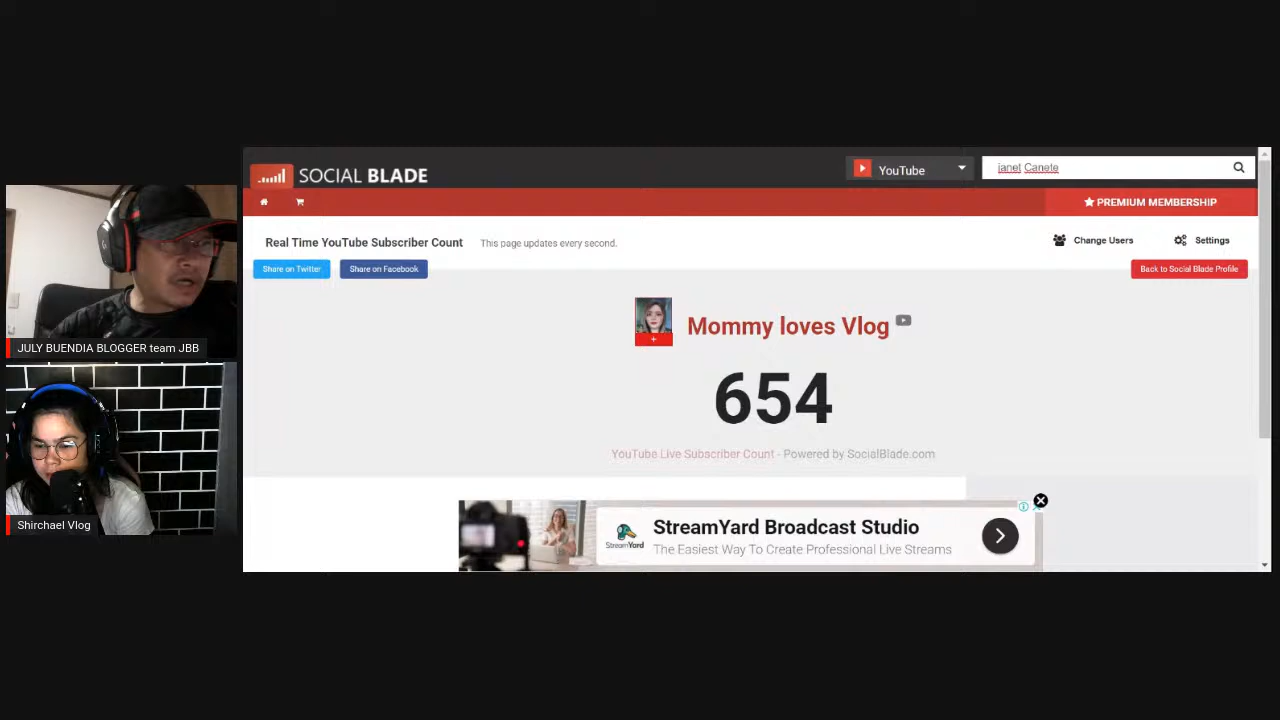 JULY BUENDIA BLOGGER team JBB
Shirchael Vlog
SOCIAL BLADE
YouTube
janet Canete
PREMIUM MEMBERSHIP
Real Time YouTube Subscriber Count
This page updates every second.
Change Users
Settings
Share on Twitter
Share on Facebook
Back to Social Blade Profile
Mommy loves Vlog
+
654
YouTube Live Subscriber Count - Powered by SocialBlade.com
StreamYard
StreamYard Broadcast Studio
The Easiest Way To Create Professional Live Streams